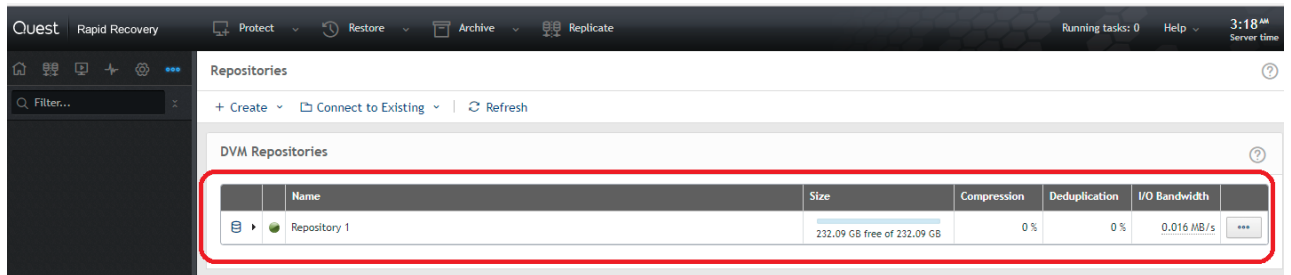 Quest Rapid Recovery Protect Restore Archive Replicate Running tasks: 0 Help 3:18 AM
Server time
Repositories
Filter...
+ Create Connect to Existing Refresh
DVM Repositories
Name Size Compression Deduplication I/O Bandwidth
Repository 1 232.09 GB free of 232.09 GB 0 % 0 % 0.016 MB/s